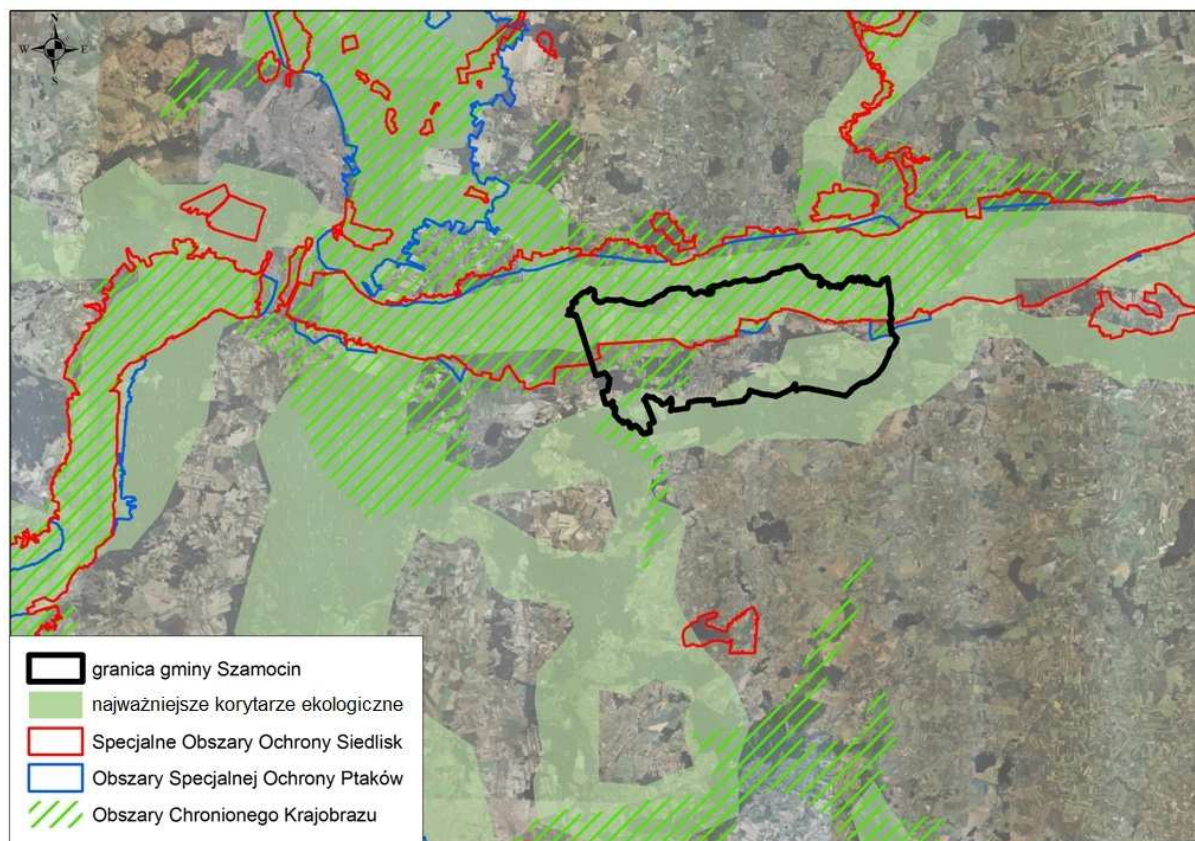 N
W E
S
granica gminy Szamocin
najważniejsze korytarze ekologiczne
Specjalne Obszary Ochrony Siedlisk
Obszary Specjalnej Ochrony Ptaków
Obszary Chronionego Krajobrazu